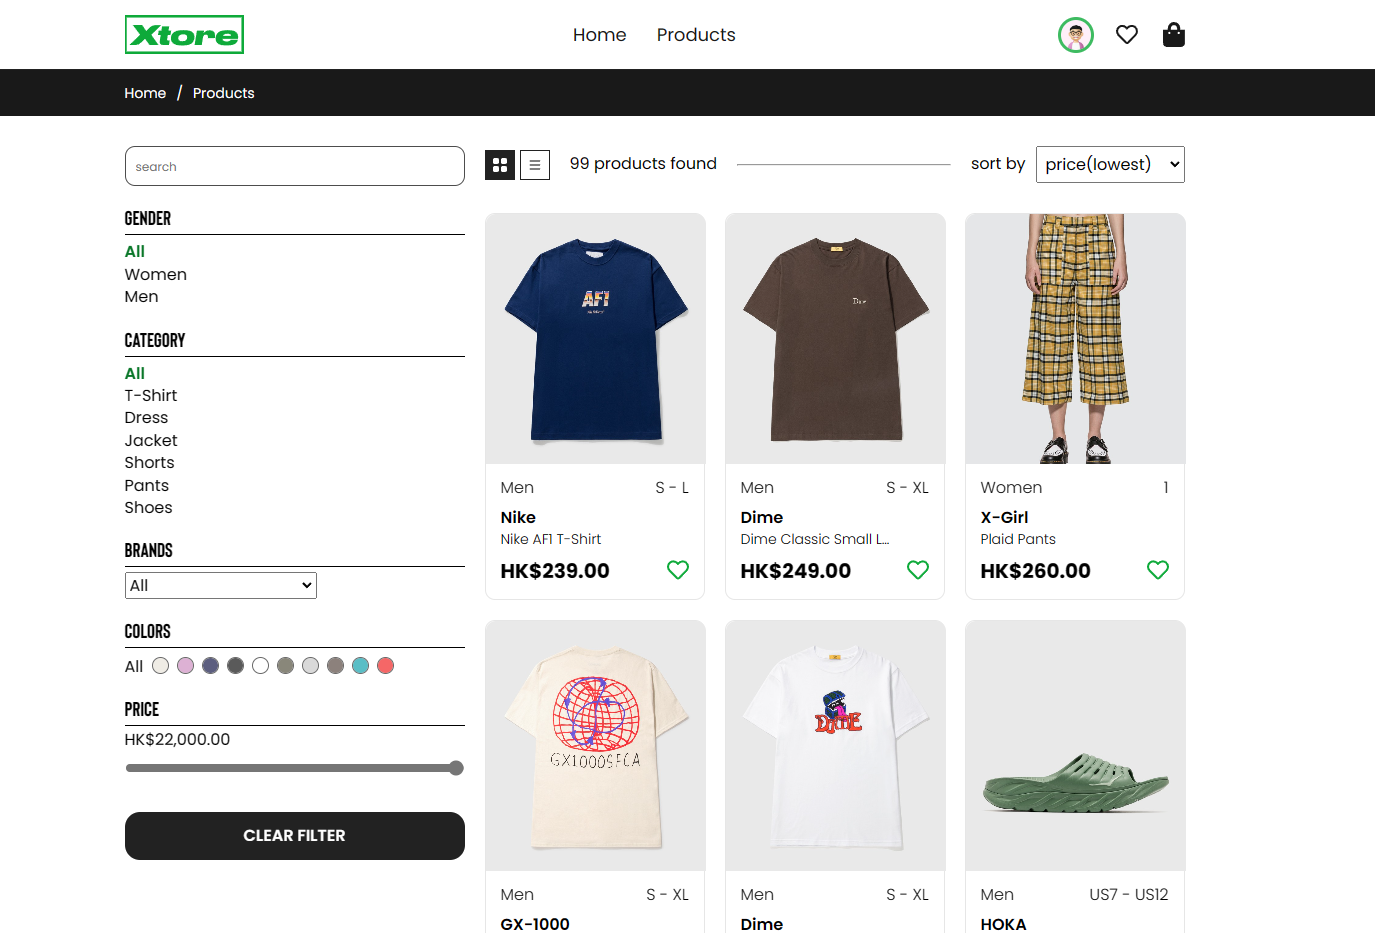 Xtore
Home Products
Home / Products
search
99 products found
sort by price(lowest)
GENDER
All
Women
Men
CATEGORY
All
T-Shirt
Dress
Jacket
Shorts
Pants
Shoes
BRANDS
All
COLORS
All
PRICE
HK$22,000.00
CLEAR FILTER
AF1
Men S - L
Nike
Nike AF1 T-Shirt
HK$239.00
Dime
Men S - XL
Dime
Dime Classic Small L...
HK$249.00
Women 1
X-Girl
Plaid Pants
HK$260.00
GX1000SFCA
Men S - XL
GX-1000
DIME
Men S - XL
Dime
Men US7 - US12
HOKA